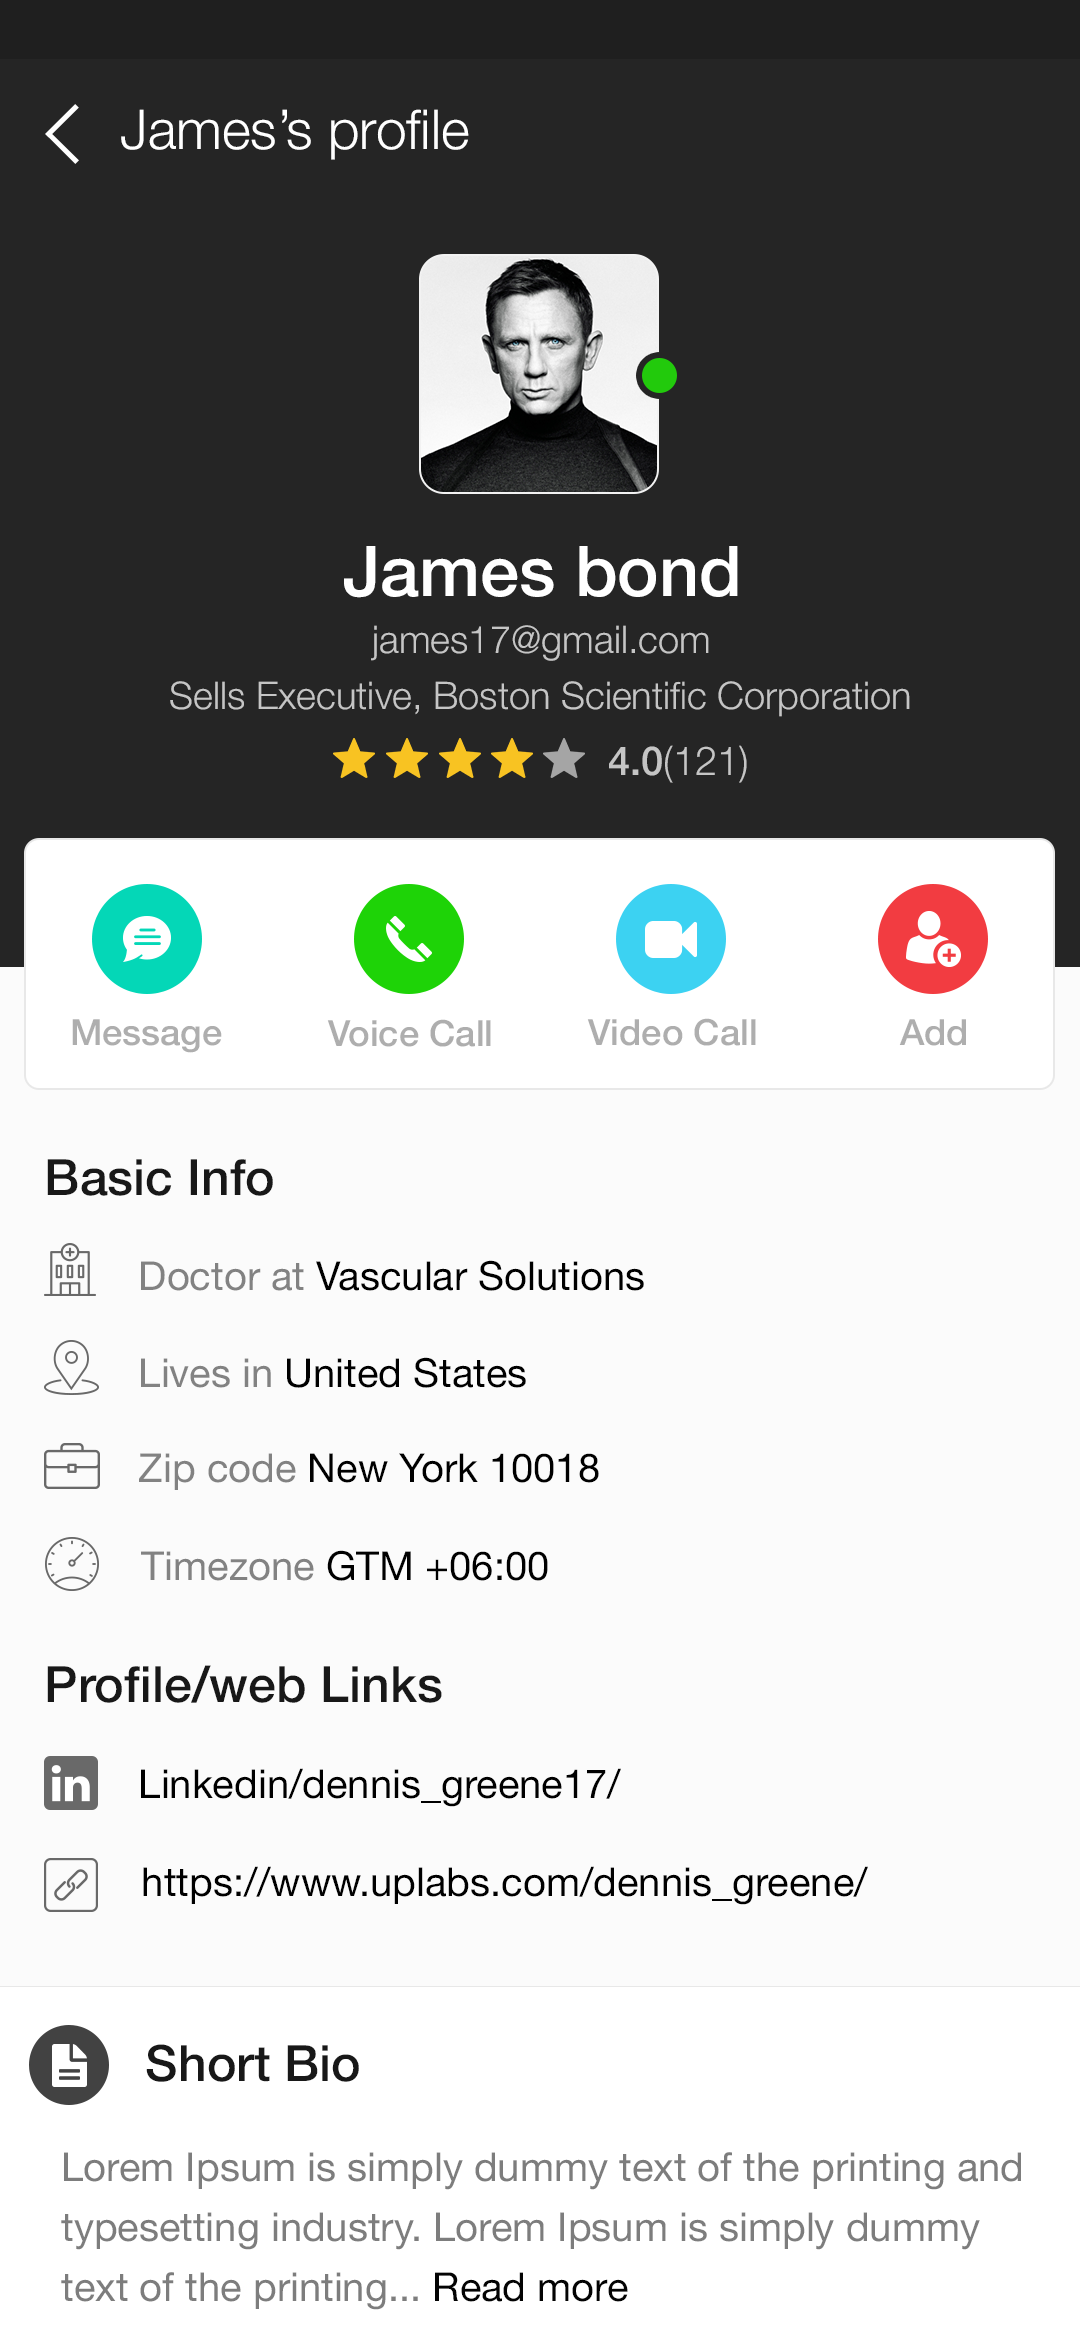 James’s profile
James bond
james17@gmail.com
Sells Executive, Boston Scientific Corporation
4.0(121)
Message
Voice Call
Video Call
Add
Basic Info
Doctor at Vascular Solutions
Lives in United States
Zip code New York 10018
Timezone GTM +06:00
Profile/web Links
in
Linkedin/dennis_greene17/
https://www.uplabs.com/dennis_greene/
Short Bio
Lorem Ipsum is simply dummy text of the printing and
typesetting industry. Lorem Ipsum is simply dummy
text of the printing... Read more